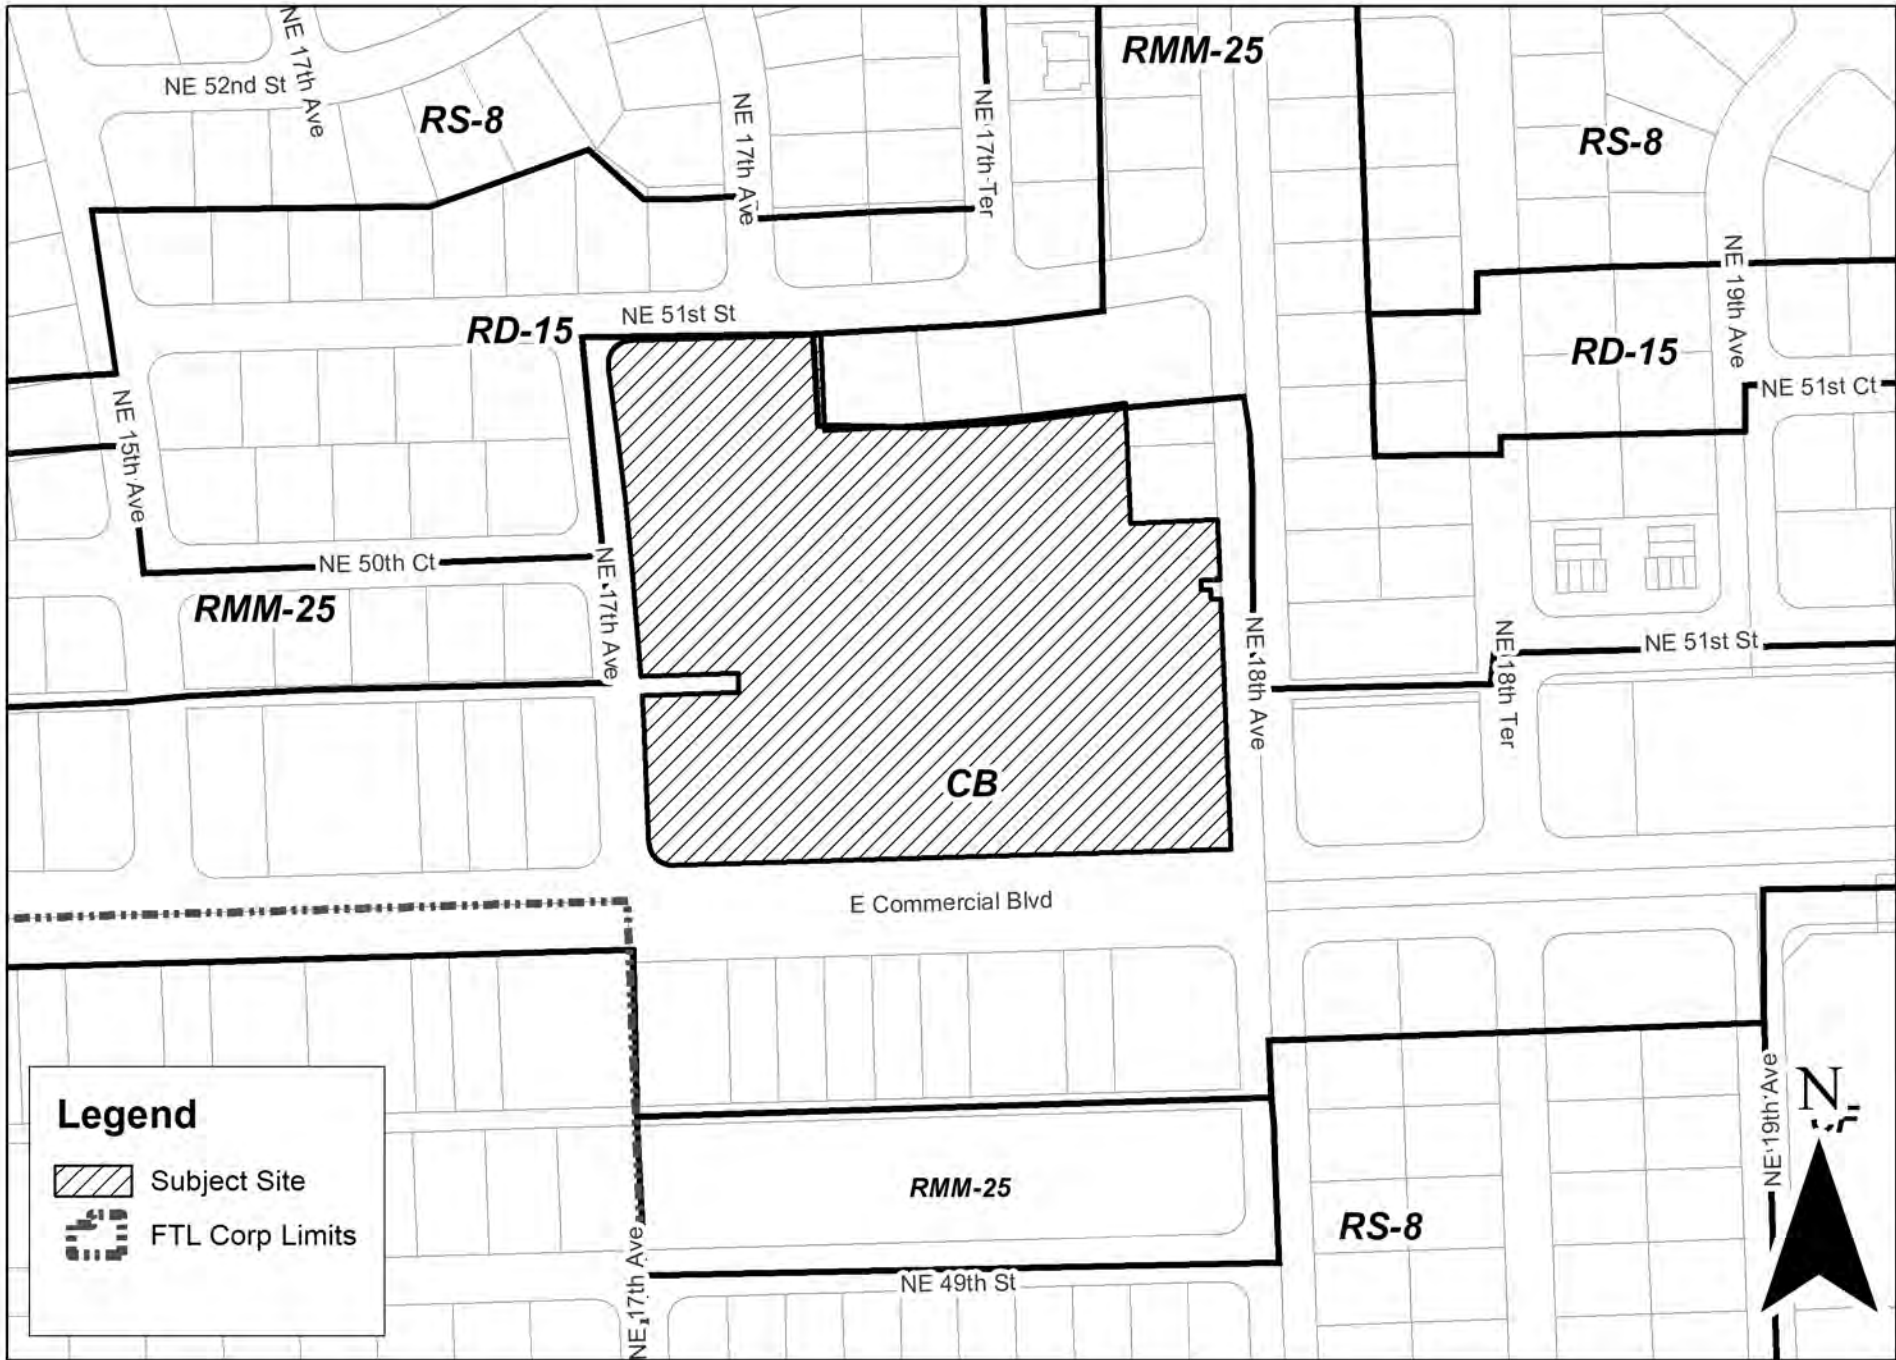 NE 17th Ave
NE 52nd St
RS-8
NE 17th Ave
NE 17th Ter
RMM-25
RS-8
NE 19th Ave
NE 51st St
RD-15
RD-15
NE 51st Ct
NE 15th Ave
NE 50th Ct
NE 17th Ave
RMM-25
NE 18th Ave
NE 18th Ter
NE 51st St
CB
E Commercial Blvd
NE 19th Ave
N
Legend
Subject Site
FTL Corp Limits
RMM-25
RS-8
NE 17th Ave
NE 49th St